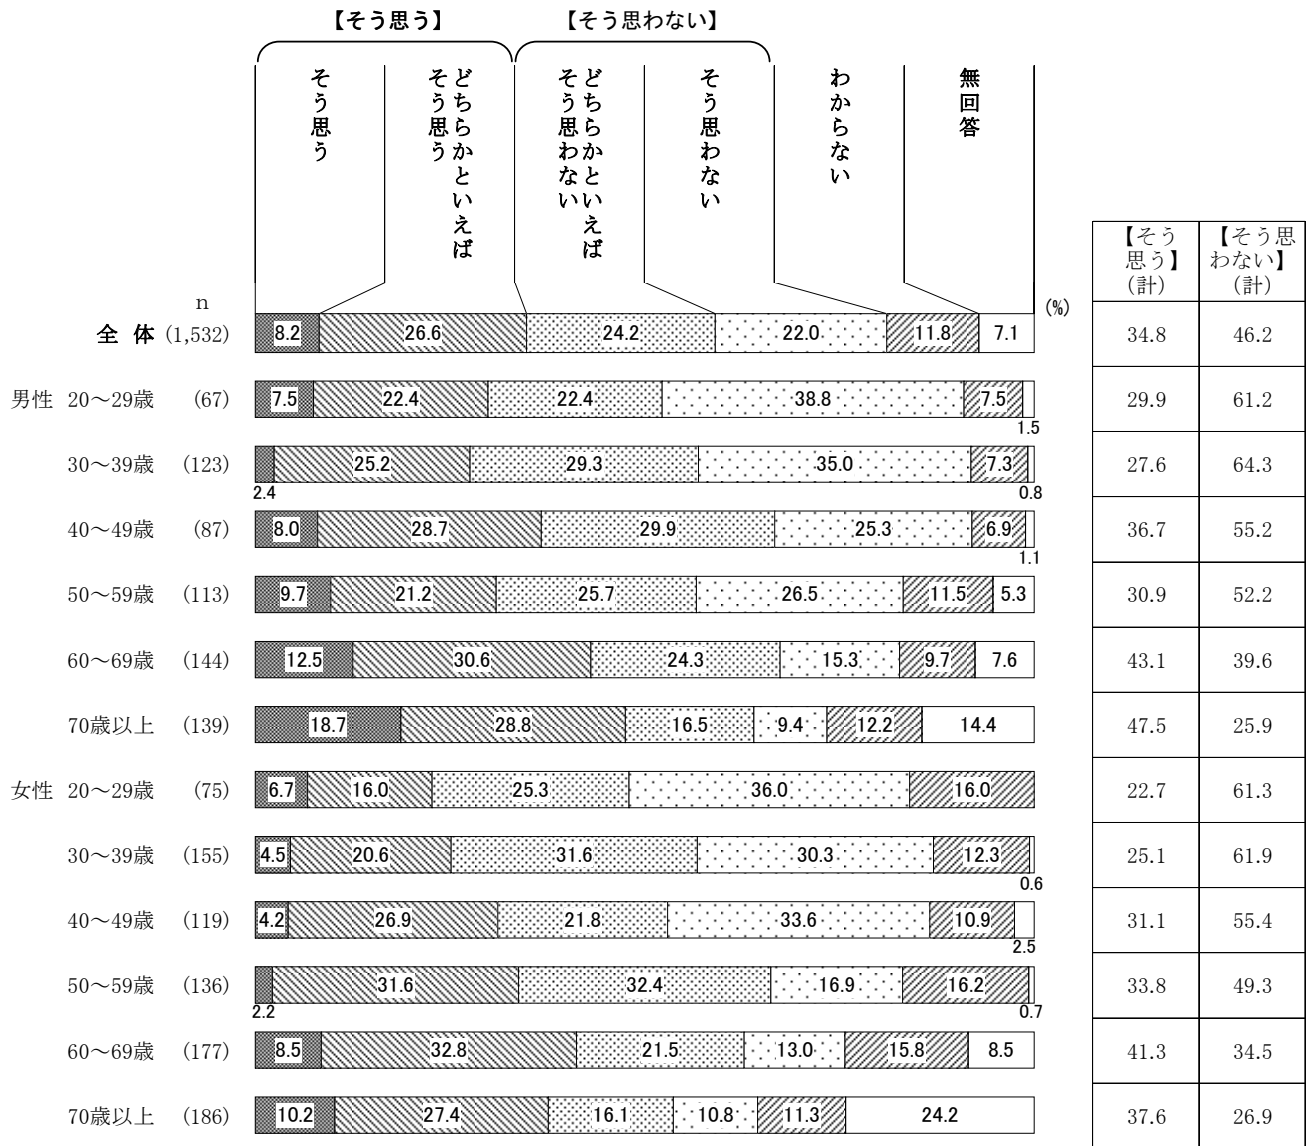 【そう思う】 【そう思わない】
そう思う
どちらかといえば
そう思う
どちらかといえば
そう思わない
そう思わない
わからない
無回答
【そう 【そう思
思う】 わない】
(計) (計)
n
(%)
全 体 (1,532) 8.2 26.6 24.2 22.0 11.8 7.1 34.8 46.2
男性 20～29歳 (67) 7.5 22.4 22.4 38.8 7.5 29.9 61.2
1.5
30～39歳 (123) 25.2 29.3 35.0 7.3 27.6 64.3
2.4 0.8
40～49歳 (87) 8.0 28.7 29.9 25.3 6.9 36.7 55.2
1.1
50～59歳 (113) 9.7 21.2 25.7 26.5 11.5 5.3 30.9 52.2
60～69歳 (144) 12.5 30.6 24.3 15.3 9.7 7.6 43.1 39.6
70歳以上 (139) 18.7 28.8 16.5 9.4 12.2 14.4 47.5 25.9
女性 20～29歳 (75) 6.7 16.0 25.3 36.0 16.0 22.7 61.3
30～39歳 (155) 4.5 20.6 31.6 30.3 12.3 25.1 61.9
0.6
40～49歳 (119) 4.2 26.9 21.8 33.6 10.9 31.1 55.4
2.5
50～59歳 (136) 31.6 32.4 16.9 16.2 33.8 49.3
2.2 0.7
60～69歳 (177) 8.5 32.8 21.5 13.0 15.8 8.5 41.3 34.5
70歳以上 (186) 10.2 27.4 16.1 10.8 11.3 24.2 37.6 26.9